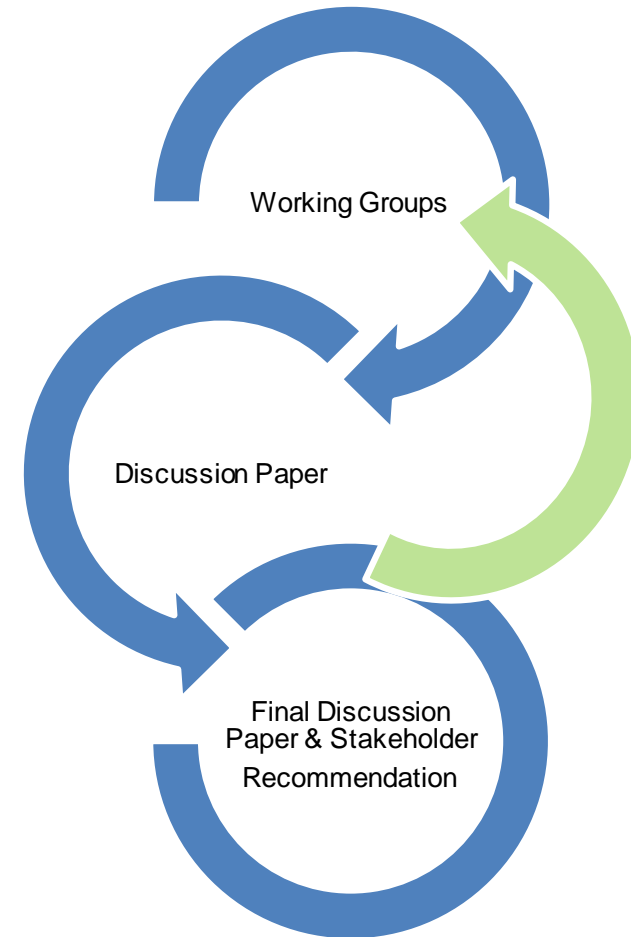 Working Groups
Discussion Paper
Final Discussion
Paper & Stakeholder
Recommendation